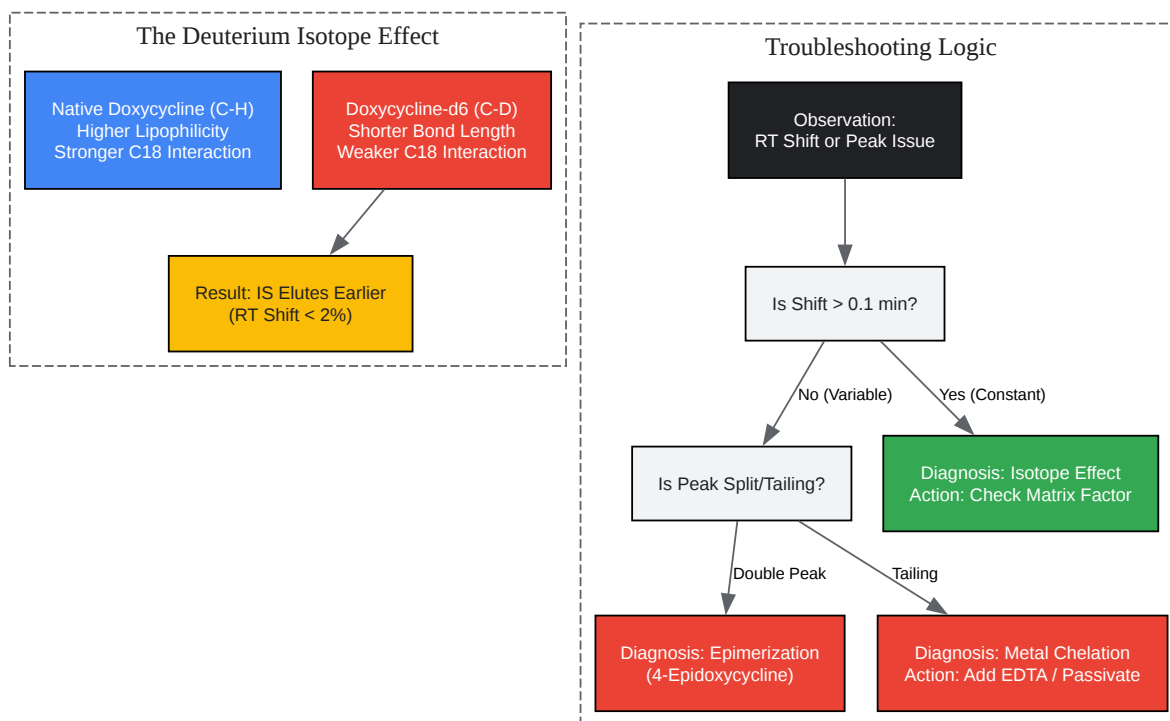 The Deuterium Isotope Effect
Native Doxycycline (C-H)
Higher Lipophilicity
Stronger C18 Interaction
Doxycycline-d6 (C-D)
Shorter Bond Length
Weaker C18 Interaction
Result: IS Elutes Earlier
(RT Shift < 2%)
Troubleshooting Logic
Observation:
RT Shift or Peak Issue
Is Shift > 0.1 min?
No (Variable)
Yes (Constant)
Is Peak Split/Tailing?
Diagnosis: Isotope Effect
Action: Check Matrix Factor
Double Peak
Tailing
Diagnosis: Epimerization
(4-Epidoxycycline)
Diagnosis: Metal Chelation
Action: Add EDTA / Passivate